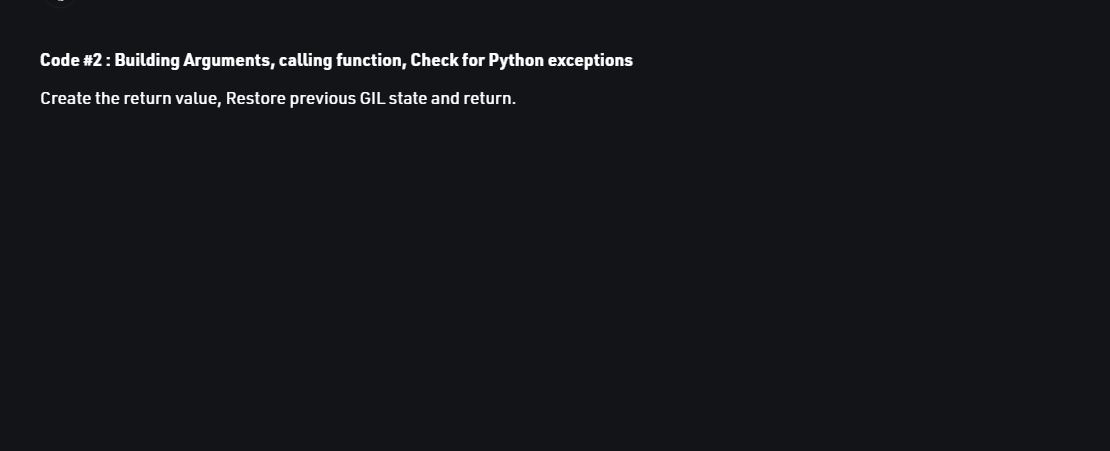 Code #2 : Building Arguments, calling function, Check for Python exceptions
Create the return value, Restore previous GIL state and return.